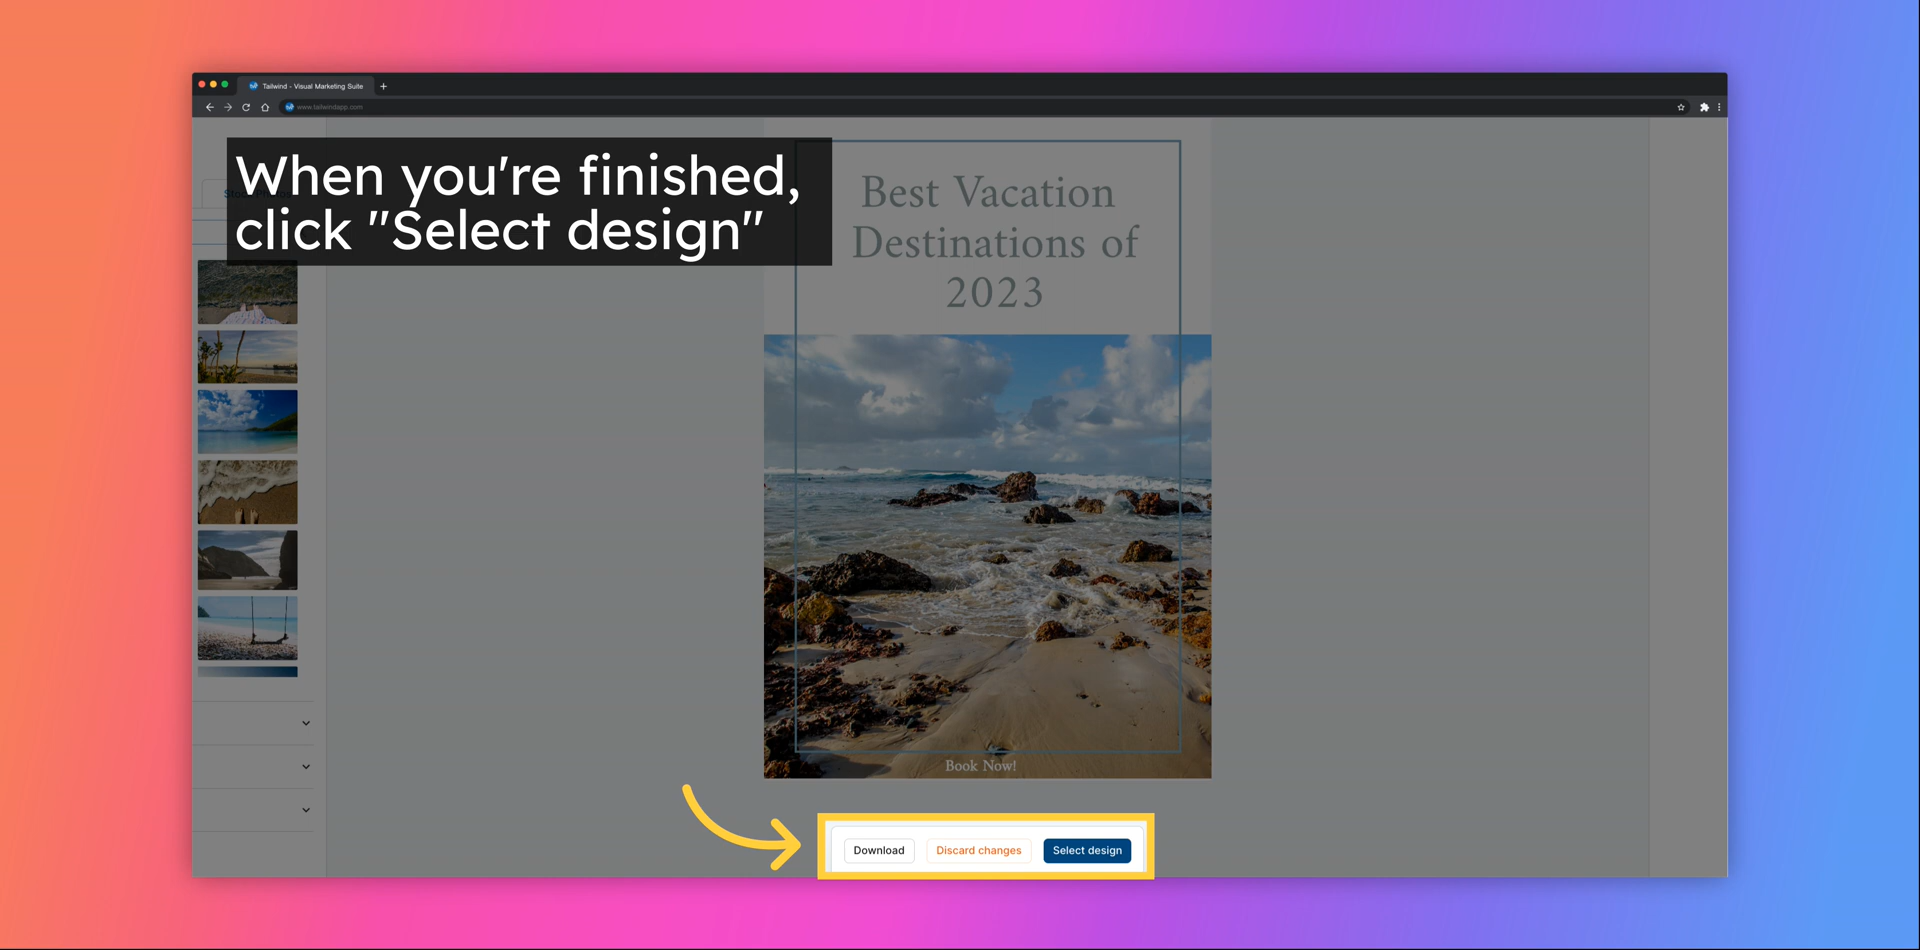 Tailwind - Visual Marketing Suite
www.tailwindapp.com
When you're finished,
click "Select design"
Best Vacation
Destinations of
2023
Book Now!
Download
Discard changes
Select design